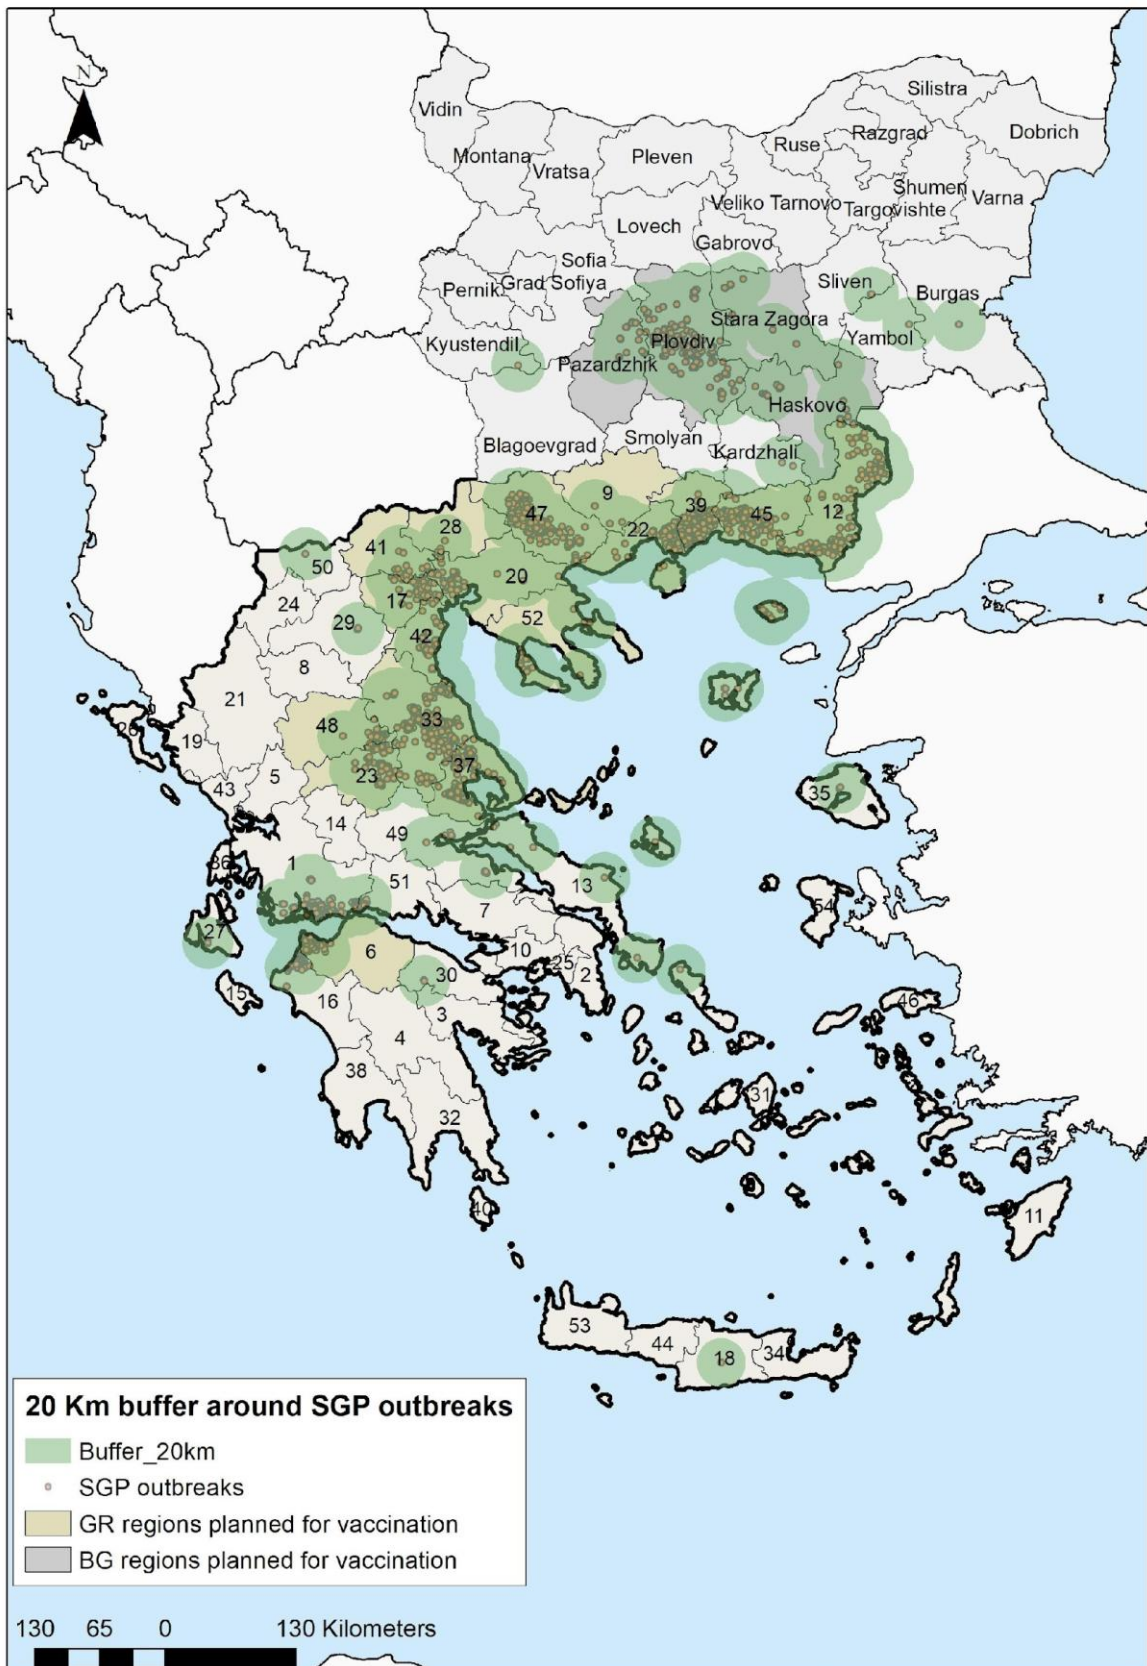 N
Silistra
Vidin
Razgrad
Dobrich
Ruse
Montana
Pleven
Vratsa
Shumen
Varna
Veliko Tarnovo
Targovishte
Lovech
Gabrovo
Sofia
Sliven
Pernik
Grad Sofiya
Burgas
Stara Zagora
Kyustendil
Plovdiv
Yambol
Pazardzhik
Haskovo
Blagoevgrad
Smolyan
Kardzhali
9
47
39
45
12
28
22
41
50
20
17
24
29
52
42
8
21
48
33
26
19
23
37
5
43
35
14
49
1
36
51
13
7
54
27
6
10
25
2
30
15
16
46
3
4
38
31
32
40
11
53
44
18
34
20 Km buffer around SGP outbreaks
Buffer_20km
SGP outbreaks
GR regions planned for vaccination
BG regions planned for vaccination
130 65 0 130 Kilometers